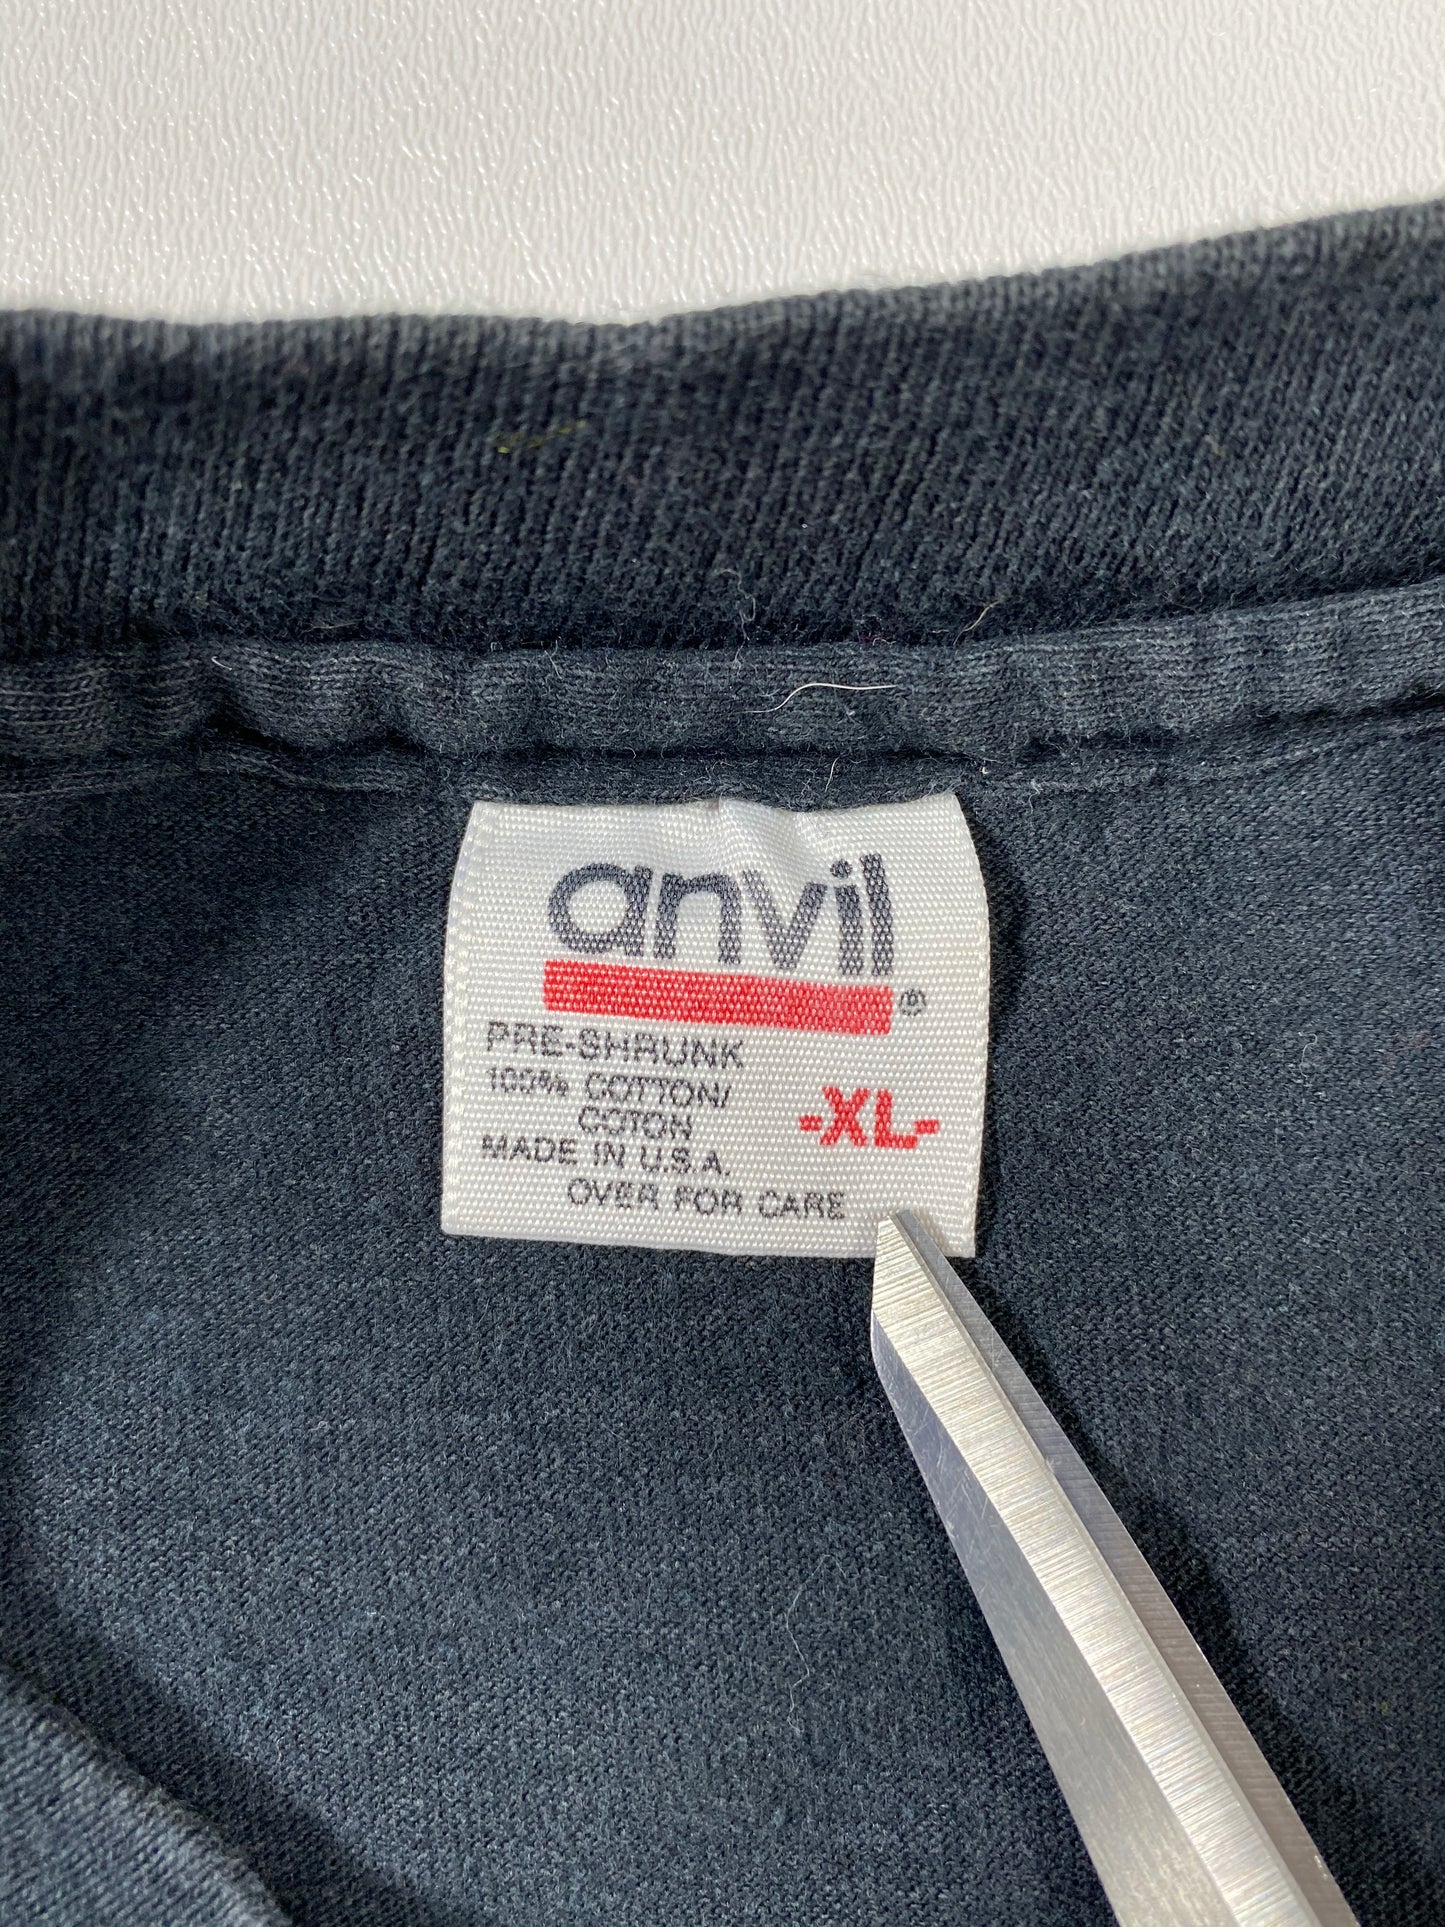 anvil®
PRE-SHRUNK
100% COTTON/
COTON
-XL-
MADE IN U.S.A.
OVER FOR CARE